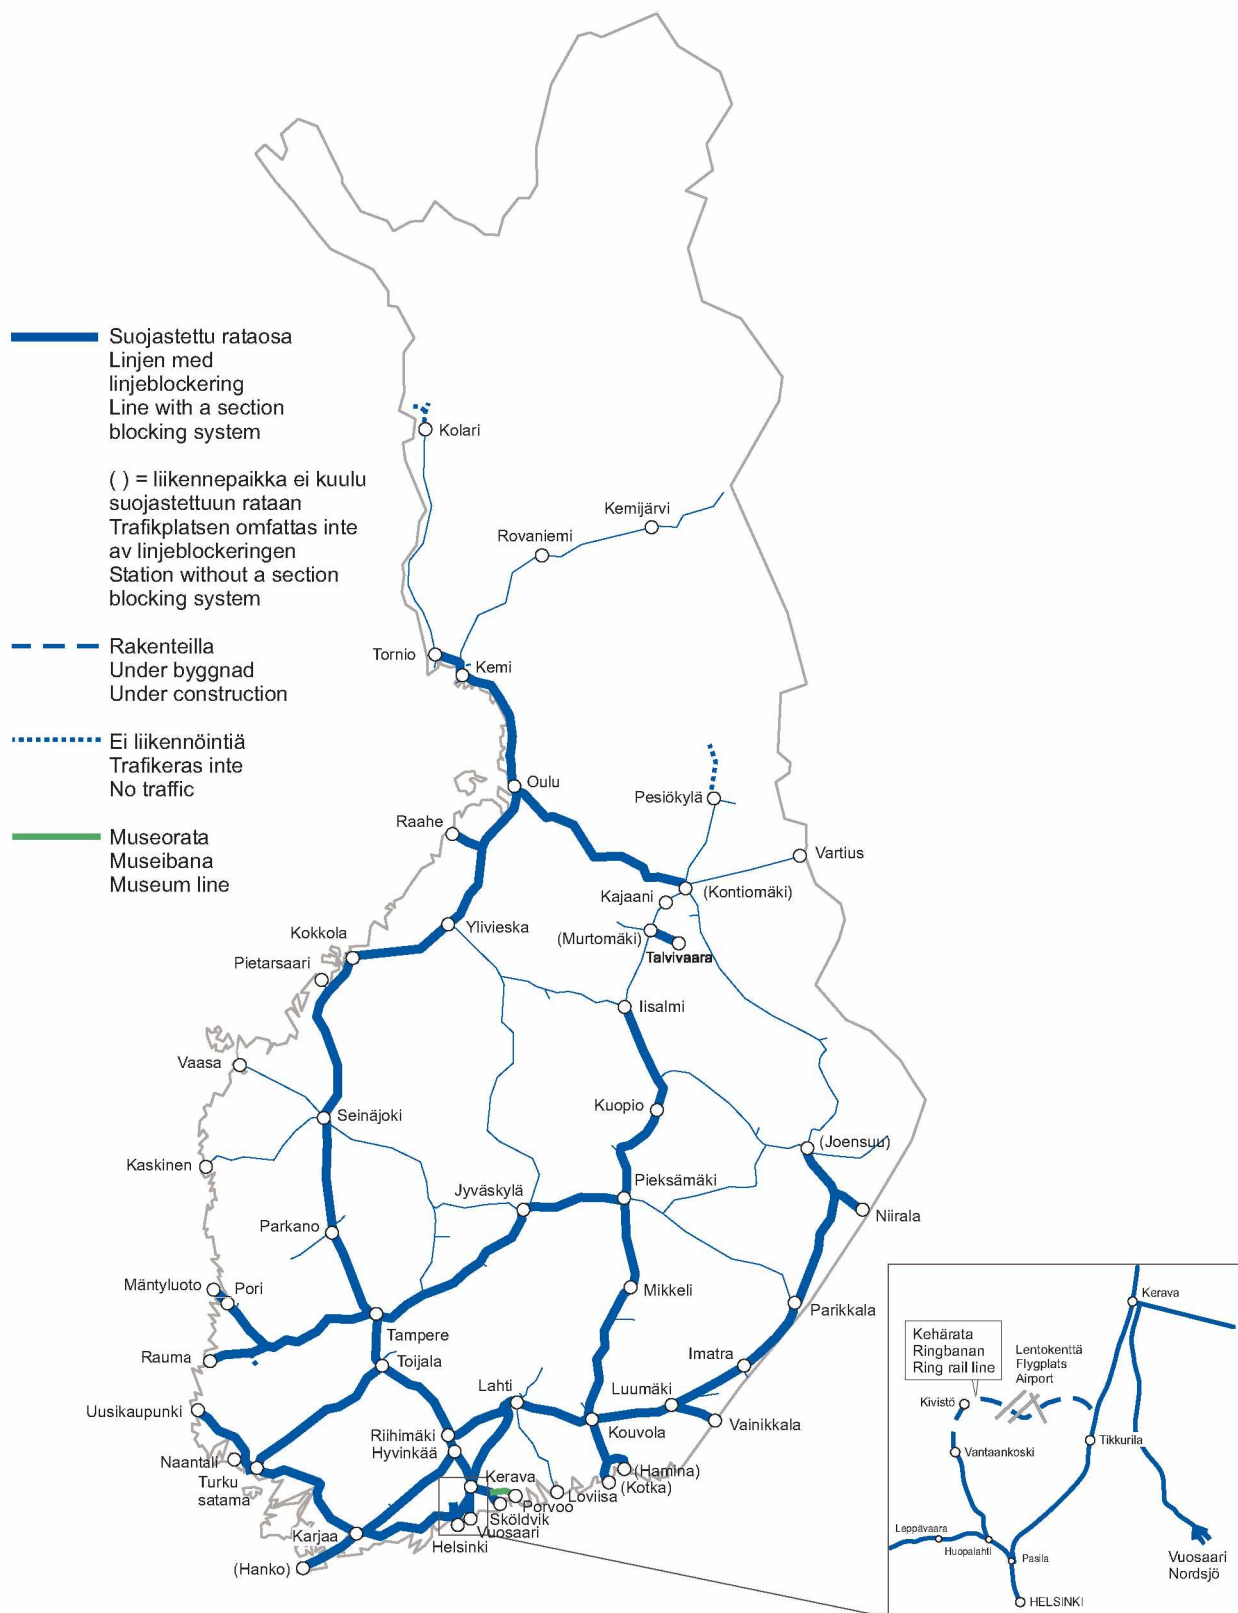 Suojastettu rataosa
Linjen med
linjeblockering
Line with a section
blocking system
( ) = liikennepaikka ei kuulu
suojastettuun rataan
Trafikplatsen omfattas inte
av linjeblockeringen
Station without a section
blocking system
Rakenteilla
Under byggnad
Under construction
Ei liikennöintiä
Trafikeras inte
No traffic
Museorata
Museibana
Museum line
Kolari
Kemijärvi
Rovaniemi
Tornio
Kemi
Oulu
Pesiökylä
Raahe
Vartius
Kajaani
(Kontiomäki)
Ylivieska
Kokkola
(Murtomäki)
Talvivaara
Pietarsaari
Iisalmi
Vaasa
Kuopio
Seinäjoki
(Joensuu)
Kaskinen
Jyväskylä
Pieksämäki
Niirala
Parkano
Mäntyluoto
Pori
Mikkeli
Parikkala
Tampere
Rauma
Toijala
Imatra
Lahti
Luumäki
Uusikaupunki
Vainikkala
Riihimäki
Kouvola
Hyvinkää
Naantali
Turku
satama
Kerava
(Hamina)
(Kotka)
Loviisa
Porvoo
Sköldvik
Vuosaari
Karjaa
Helsinki
(Hanko)
Kerava
Kehärata
Ringbanan
Ring rail line
Lentokenttä
Flygplats
Airport
Kivistö
Tikkurila
Vantaankoski
Leppävaara
Huopalahti
Pasila
Vuosaari
Nordsjö
HELSINKI